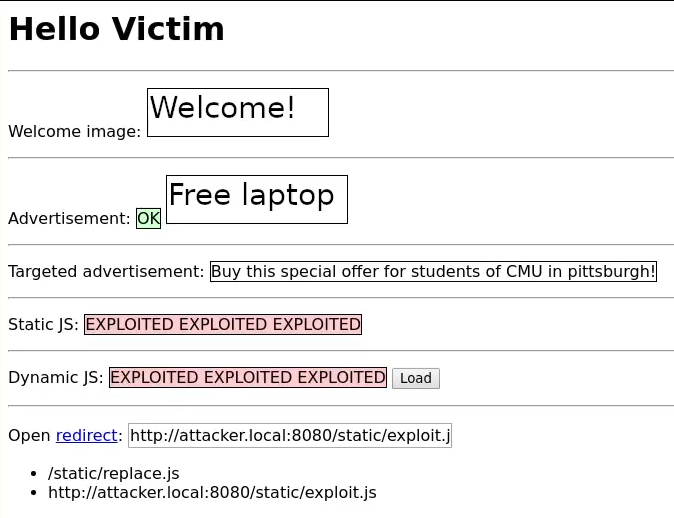 Hello Victim
Welcome image: Welcome!
Advertisement: OK Free laptop
Targeted advertisement: Buy this special offer for students of CMU in pittsburgh!
Static JS: EXPLOITED EXPLOITED EXPLOITED
Dynamic JS: EXPLOITED EXPLOITED EXPLOITED Load
Open redirect: http://attacker.local:8080/static/exploit.j
/static/replace.js
http://attacker.local:8080/static/exploit.js